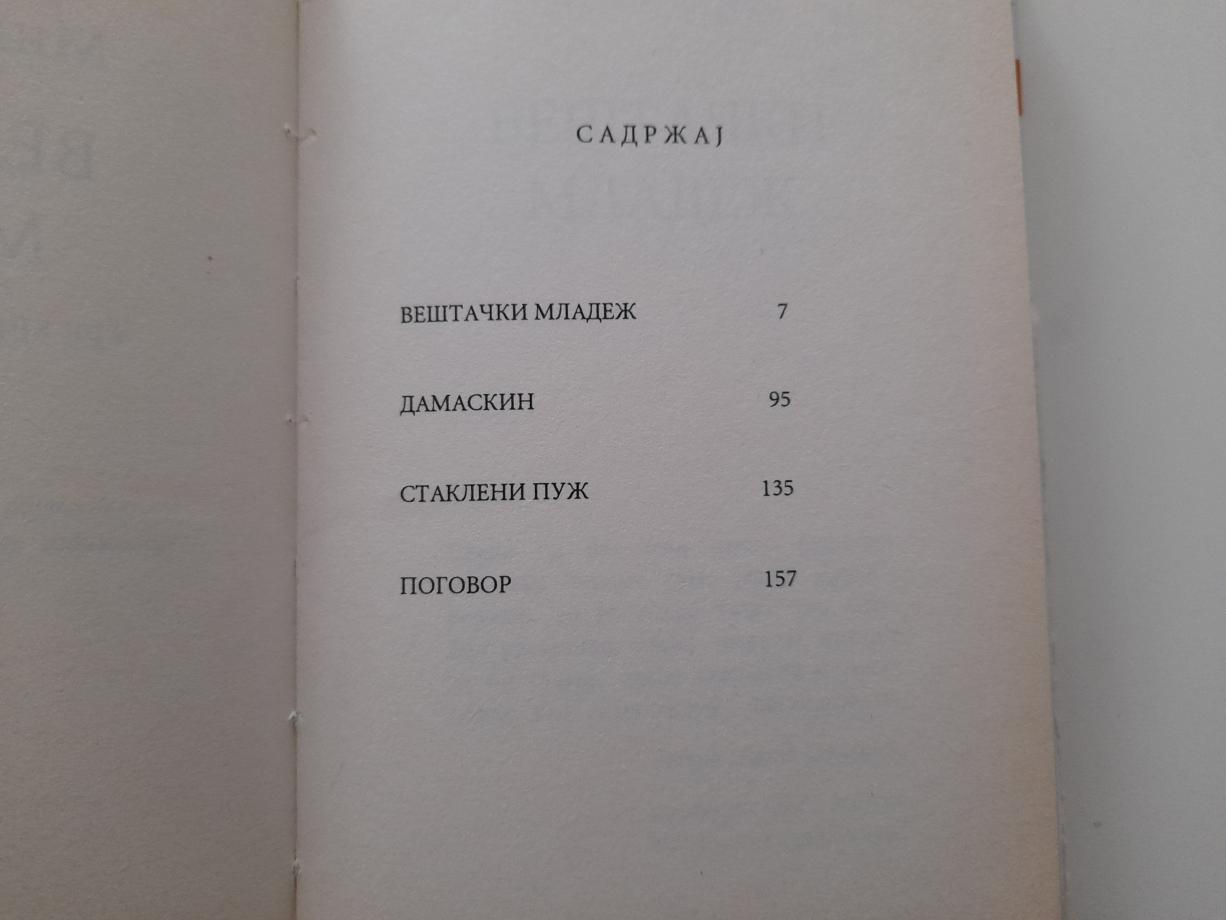 САДРЖАЈ
ВЕШТАЧКИ МЛАДЕЖ 7
ДАМАСКИН 95
СТАКЛЕНИ ПУЖ 135
ПОГОВОР 157